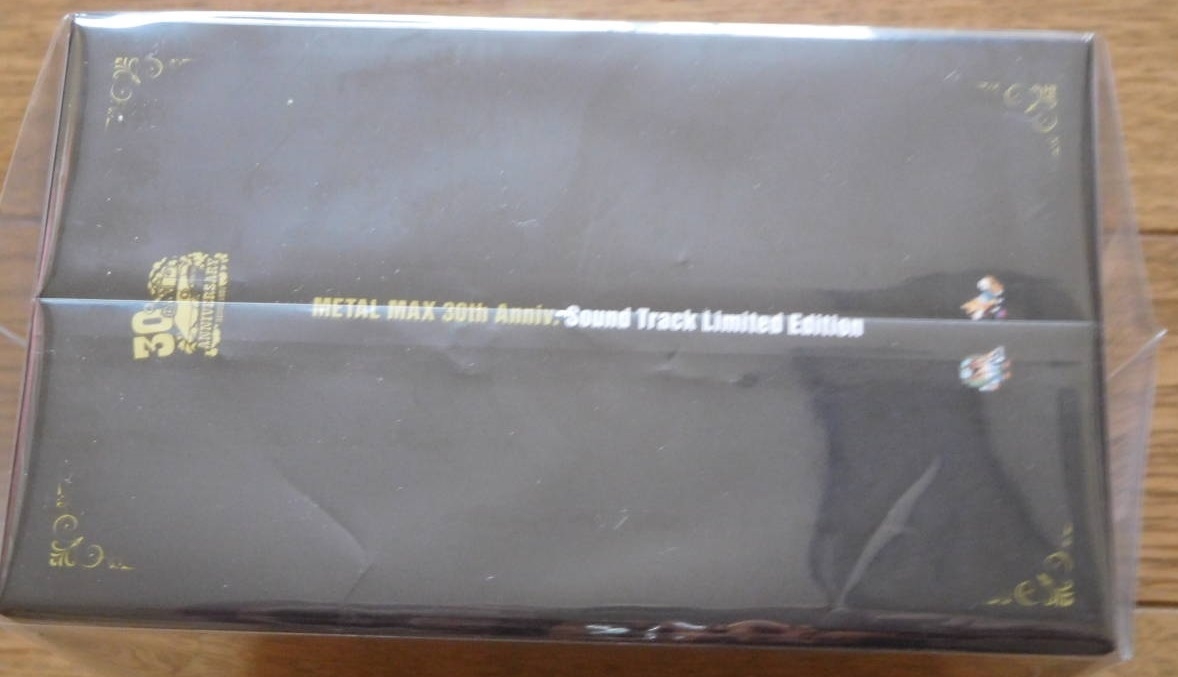 30th
ANNIVERSARY
METAL MAX 30th Anniv. Sound Track Limited Edition